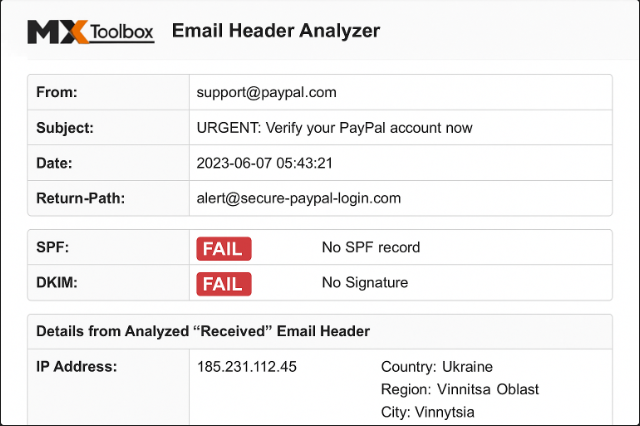 MX Toolbox Email Header Analyzer
From: support@paypal.com
Subject: URGENT: Verify your PayPal account now
Date: 2023-06-07 05:43:21
Return-Path: alert@secure-paypal-login.com
SPF: FAIL No SPF record
DKIM: FAIL No Signature
Details from Analyzed “Received” Email Header
IP Address: 185.231.112.45 Country: Ukraine
Region: Vinnitsa Oblast
City: Vinnytsia